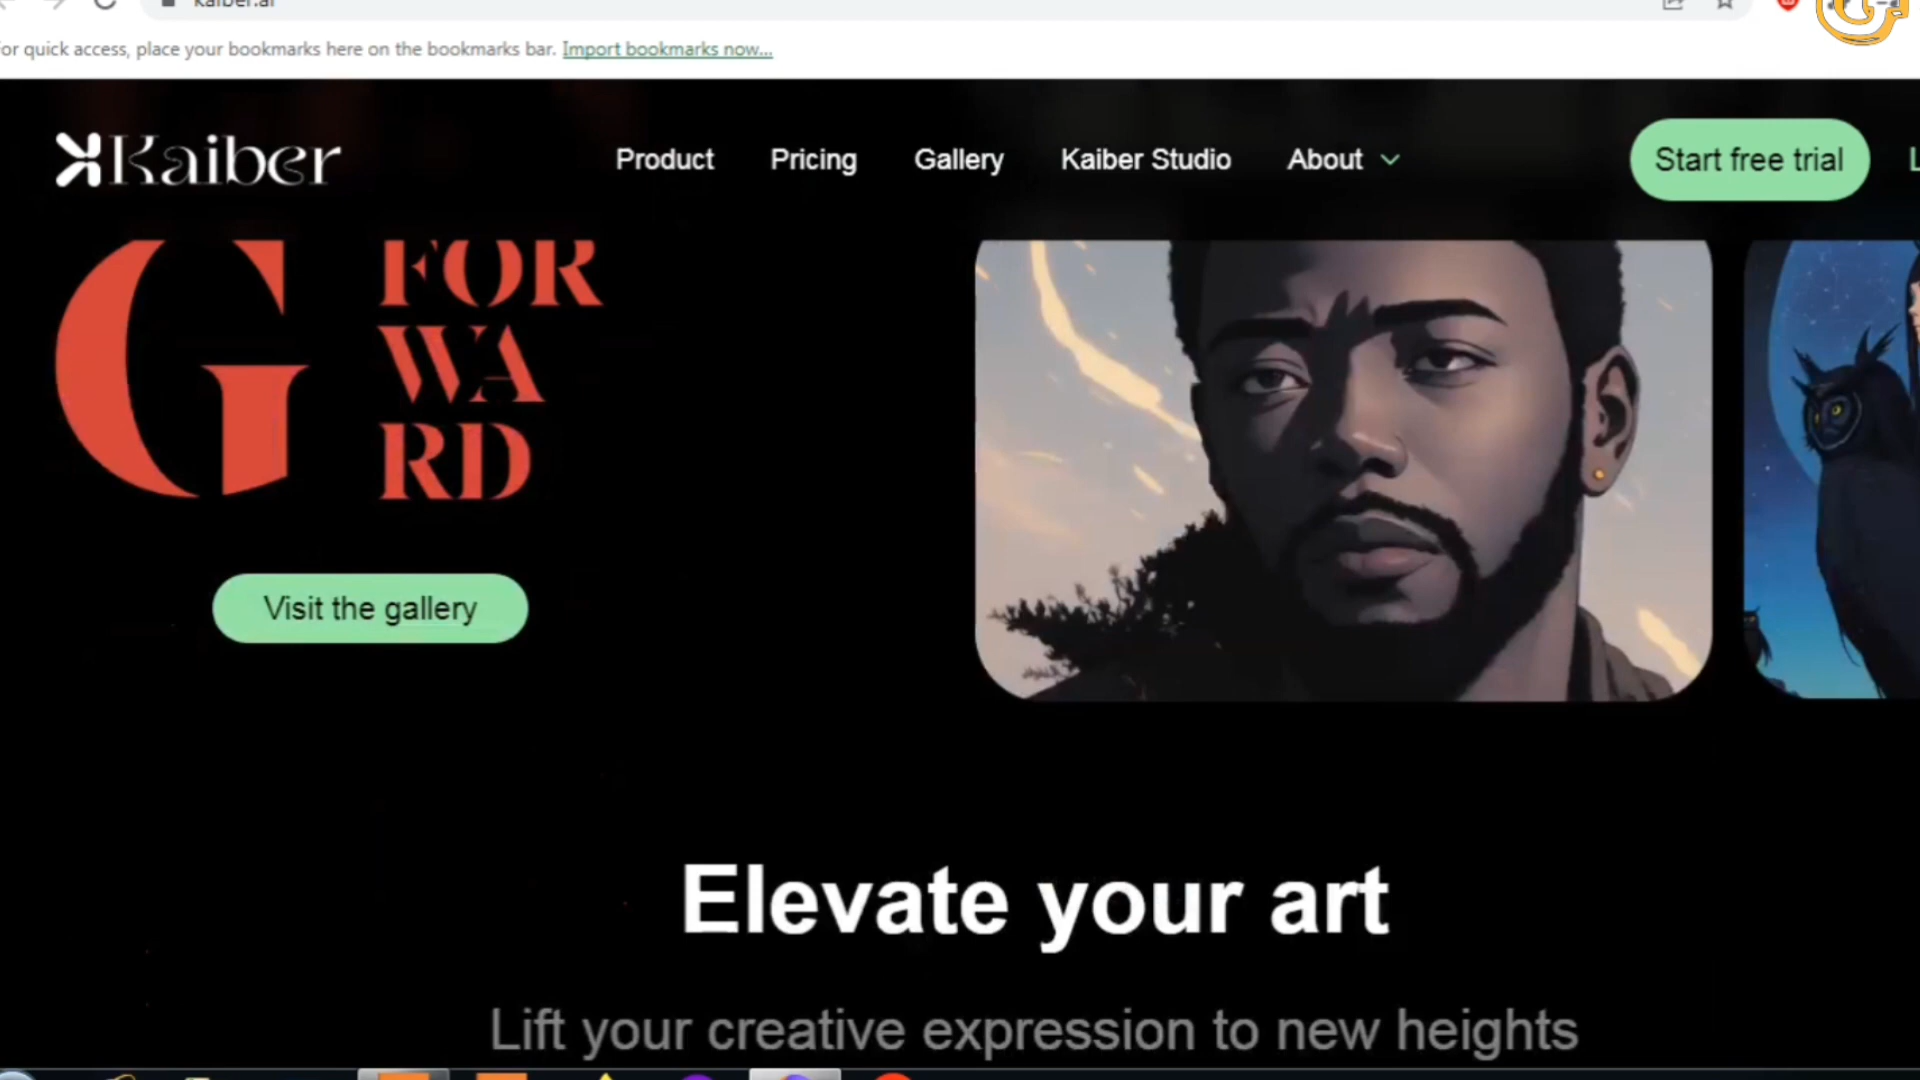 kaiber.ai
or quick access, place your bookmarks here on the bookmarks bar. Import bookmarks now...
Kaiber
Product
Pricing
Gallery
Kaiber Studio
About
Start free trial
L
G
FOR
WA
RD
Visit the gallery
Elevate your art
Lift your creative expression to new heights